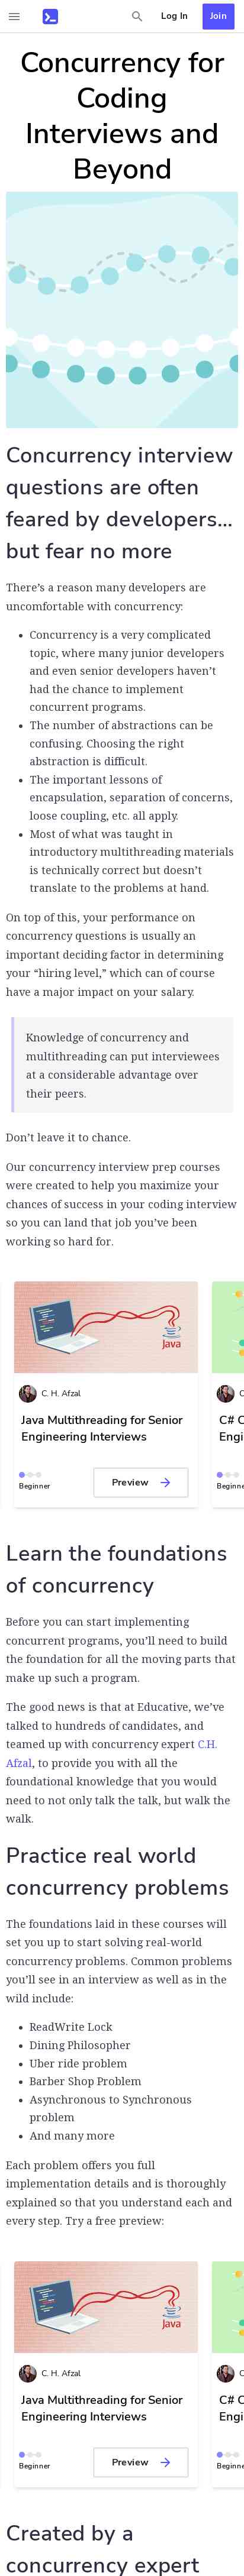 Log In
Join
Concurrency for
Coding
Interviews and
Beyond
Concurrency interview
questions are often
feared by developers...
but fear no more
There’s a reason many developers are
uncomfortable with concurrency:
• Concurrency is a very complicated
topic, where many junior developers
and even senior developers haven’t
had the chance to implement
concurrent programs.
• The number of abstractions can be
confusing. Choosing the right
abstraction is difficult.
• The important lessons of
encapsulation, separation of concerns,
loose coupling, etc. all apply.
• Most of what was taught in
introductory multithreading materials
is technically correct but doesn’t
translate to the problems at hand.
On top of this, your performance on
concurrency questions is usually an
important deciding factor in determining
your “hiring level,” which can of course
have a major impact on your salary.
Knowledge of concurrency and
multithreading can put interviewees
at a considerable advantage over
their peers.
Don’t leave it to chance.
Our concurrency interview prep courses
were created to help you maximize your
chances of success in your coding interview
so you can land that job you’ve been
working so hard for.
Java
C. H. Afzal
C
Java Multithreading for Senior
Engineering Interviews
C# C
Engi
Beginner
Preview
Beginne
Learn the foundations
of concurrency
Before you can start implementing
concurrent programs, you’ll need to build
the foundation for all the moving parts that
make up such a program.
The good news is that at Educative, we’ve
talked to hundreds of candidates, and
teamed up with concurrency expert C.H.
Afzal, to provide you with all the
foundational knowledge that you would
need to not only talk the talk, but walk the
walk.
Practice real world
concurrency problems
The foundations laid in these courses will
set you up to start solving real-world
concurrency problems. Common problems
you’ll see in an interview as well as in the
wild include:
• ReadWrite Lock
• Dining Philosopher
• Uber ride problem
• Barber Shop Problem
• Asynchronous to Synchronous
problem
• And many more
Each problem offers you full
implementation details and is thoroughly
explained so that you understand each and
every step. Try a free preview:
Java
C. H. Afzal
C
Java Multithreading for Senior
Engineering Interviews
C# C
Engi
Beginner
Preview
Beginne
Created by a
concurrency expert